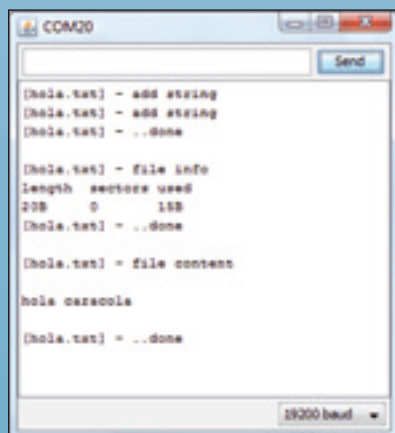 COM20
Send
[hola.txt] - add string
[hola.txt] - add string
[hola.txt] - ..done
[hola.txt] - file info
length sectors used
20B 0 15B
[hola.txt] - ..done
[hola.txt] - file content
hola caracola
[hola.txt] - ..done
19200 baud